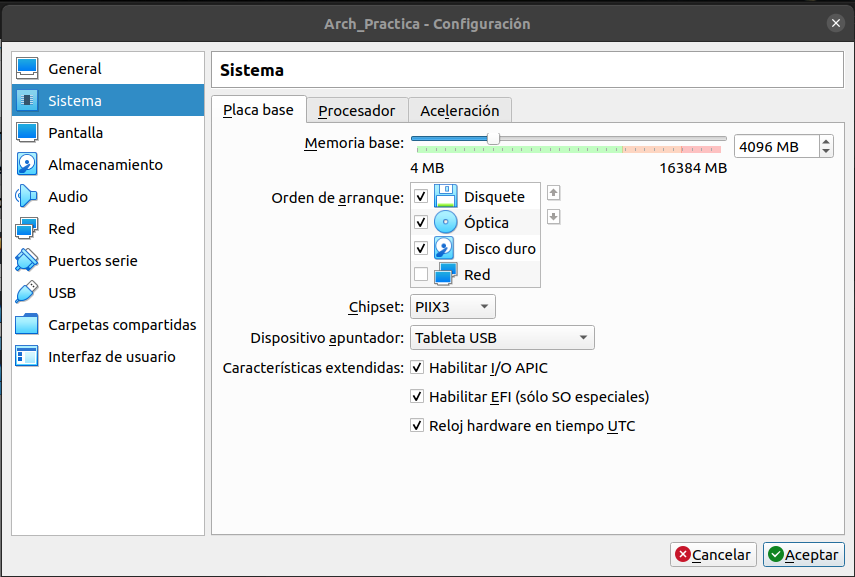 Arch_Practica - Configuración
General
Sistema
Pantalla
Almacenamiento
Audio
Red
Puertos serie
USB
Carpetas compartidas
Interfaz de usuario
Sistema
Placa base Procesador Aceleración
Memoria base: 4096 MB
4 MB 16384 MB
Orden de arranque: Disquete
Óptica
Disco duro
Red
Chipset: PIIX3
Dispositivo apuntador: Tableta USB
Características extendidas: Habilitar I/O APIC
Habilitar EFI (sólo SO especiales)
Reloj hardware en tiempo UTC
Cancelar Aceptar